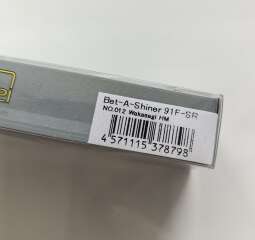 Bet-A-Shiner 91F-SR
NO.012 Wakasagi HM
4 571115 378798